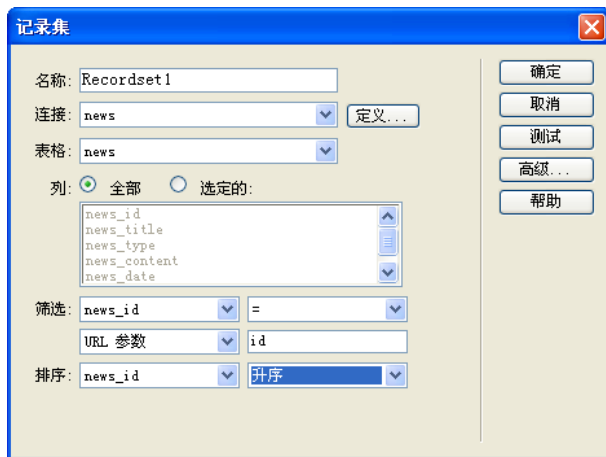 记录集
名称: Recordset1
确定
连接: news 定义...
取消
测试
表格: news
高级...
列: 全部 选定的:
帮助
news_id
news_title
news_type
news_content
news_date
筛选: news_id =
URL 参数 id
排序: news_id 升序